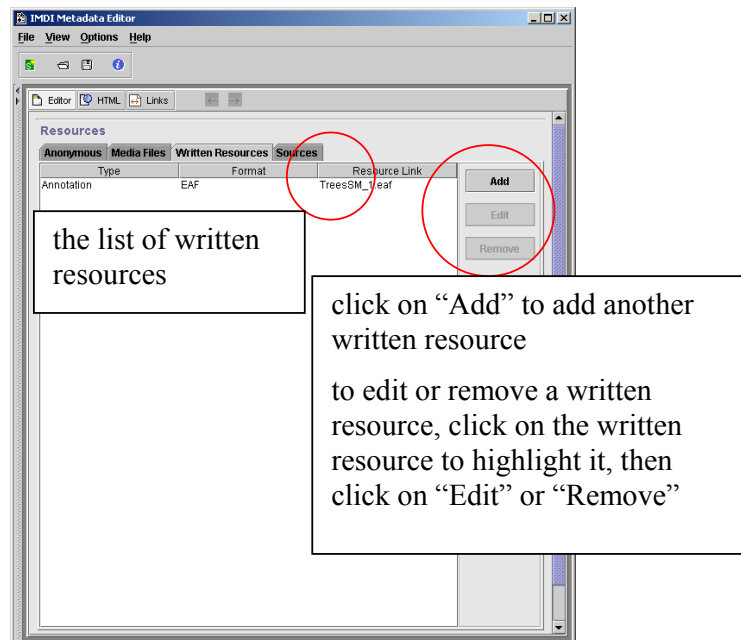 IMDI Metadata Editor
File View Options Help
Editor HTML Links
Resources
Anonymous Media Files Written Resources Sources
Type Format Resource Link
Annotation EAF TreesSM_1.eaf
Add
Edit
Remove
the list of written
resources
click on “Add” to add another
written resource
to edit or remove a written
resource, click on the written
resource to highlight it, then
click on “Edit” or “Remove”